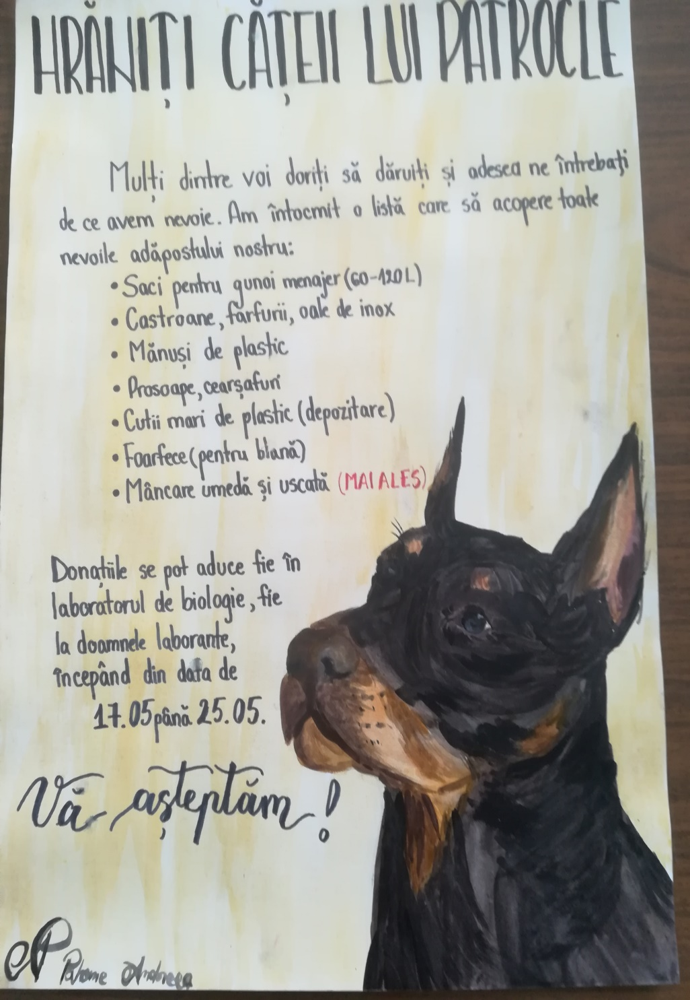 HRĂNIȚI CĂȚEII LUI PATROCLE
Mulți dintre voi doriți să dăruiți și adesea ne întrebați
de ce avem nevoie. Am întocmit o listă care să acopere toate
nevoile adăpostului nostru:
• Saci pentru gunoi menajer (60-120L)
• Castroane, farfurii, oale de inox
• Mănuși de plastic
• Prosoape, cearșafuri
• Cutii mari de plastic (depozitare)
• Foarfece (pentru blană)
• Mâncare umedă și uscată (MAI ALES)
Donațiile se pot aduce fie în
laboratorul de biologie, fie
la doamnele laborante,
începând din data de
17.05 până 25.05.
Vă așteptăm!
Andreea